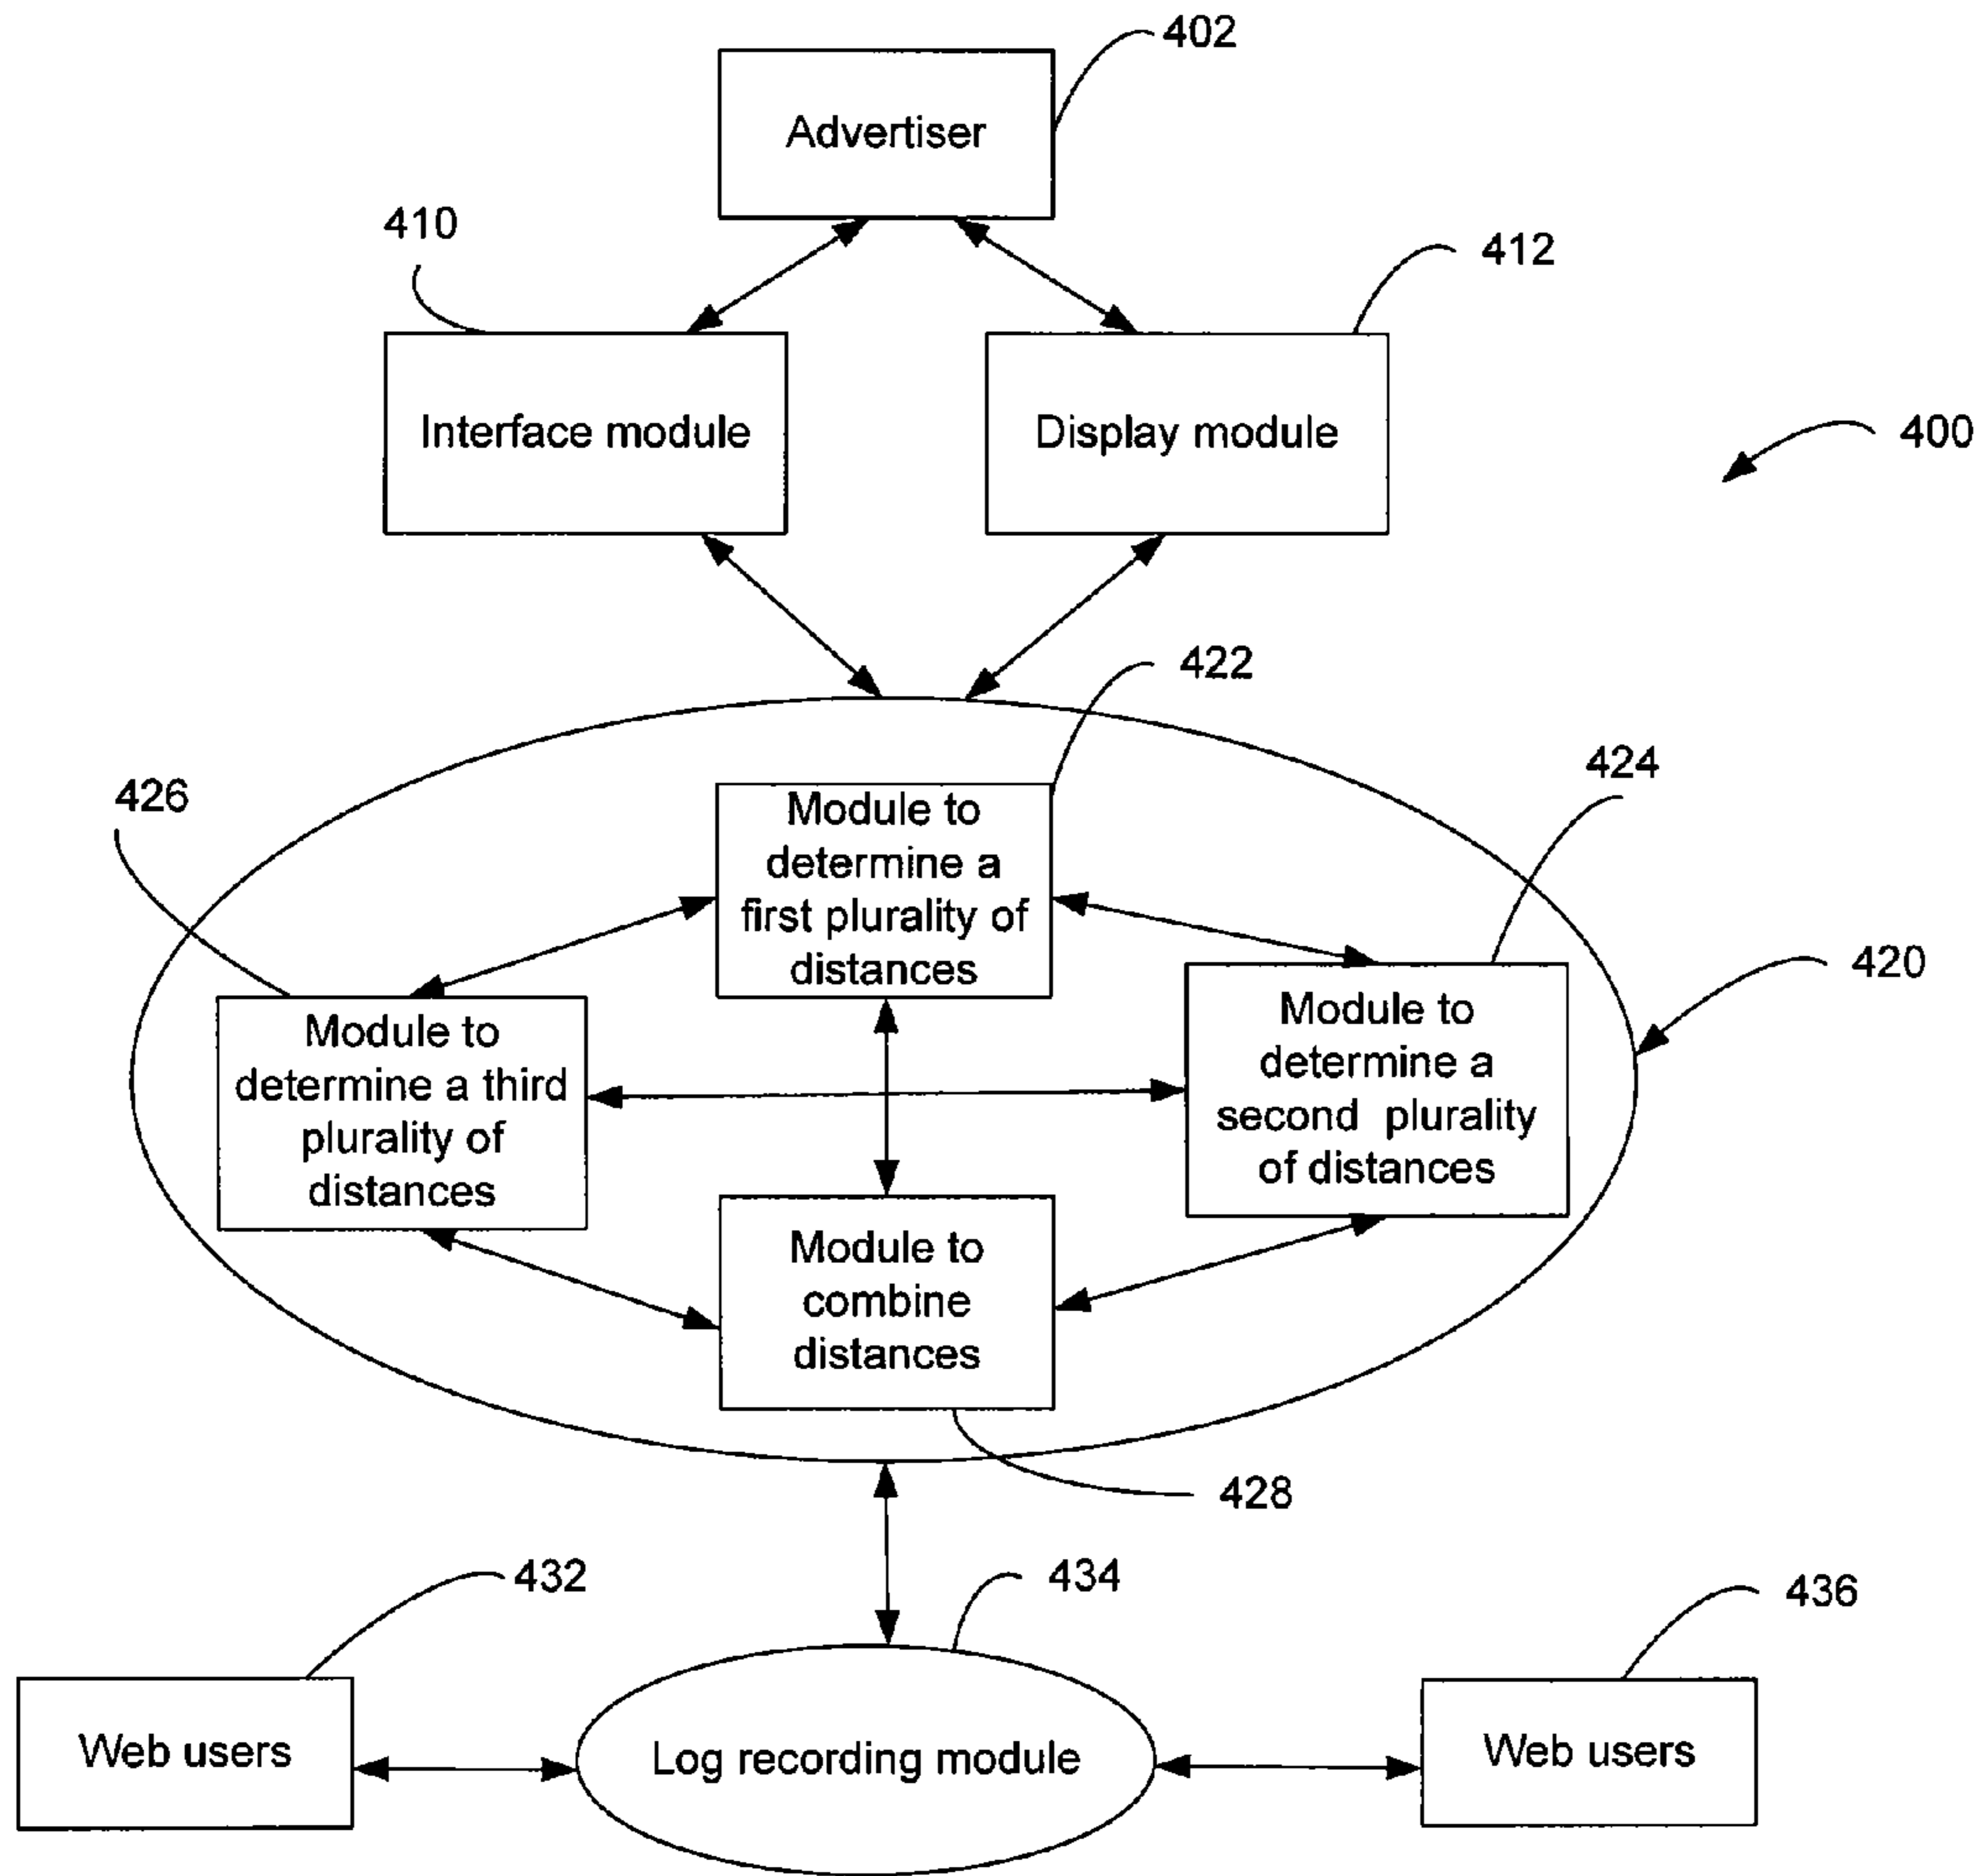 402
Advertiser
410
412
Interface module
Display module
400
422
424
426
Module to
determine a
first plurality of
distances
420
Module to
determine a third
plurality of
distances
Module to
determine a
second plurality
of distances
Module to
combine
distances
428
432
434
436
Web users
Log recording module
Web users